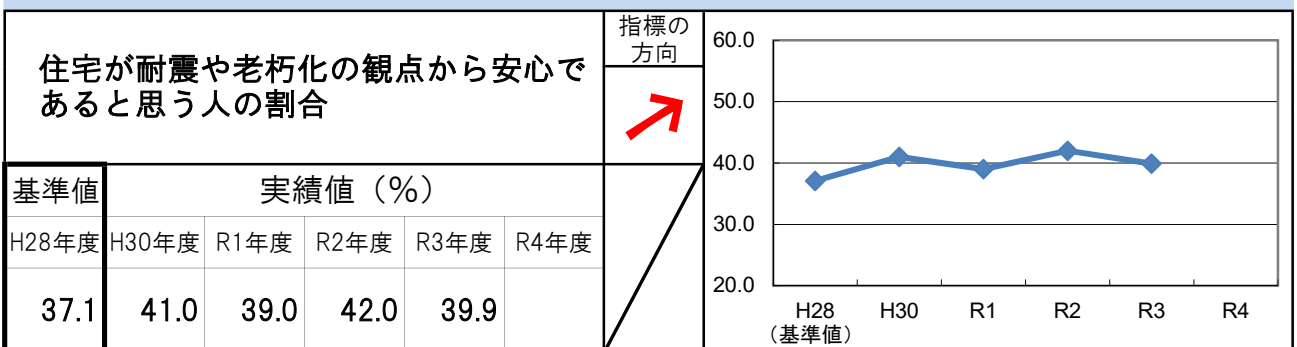 住宅が耐震や老朽化の観点から安心で
あると思う人の割合
指標の
方向
基準値 実績値（%）
H28年度 H30年度 R1年度 R2年度 R3年度 R4年度
37.1 41.0 39.0 42.0 39.9
60.0
50.0
40.0
30.0
20.0
H28 H30 R1 R2 R3 R4
（基準値）